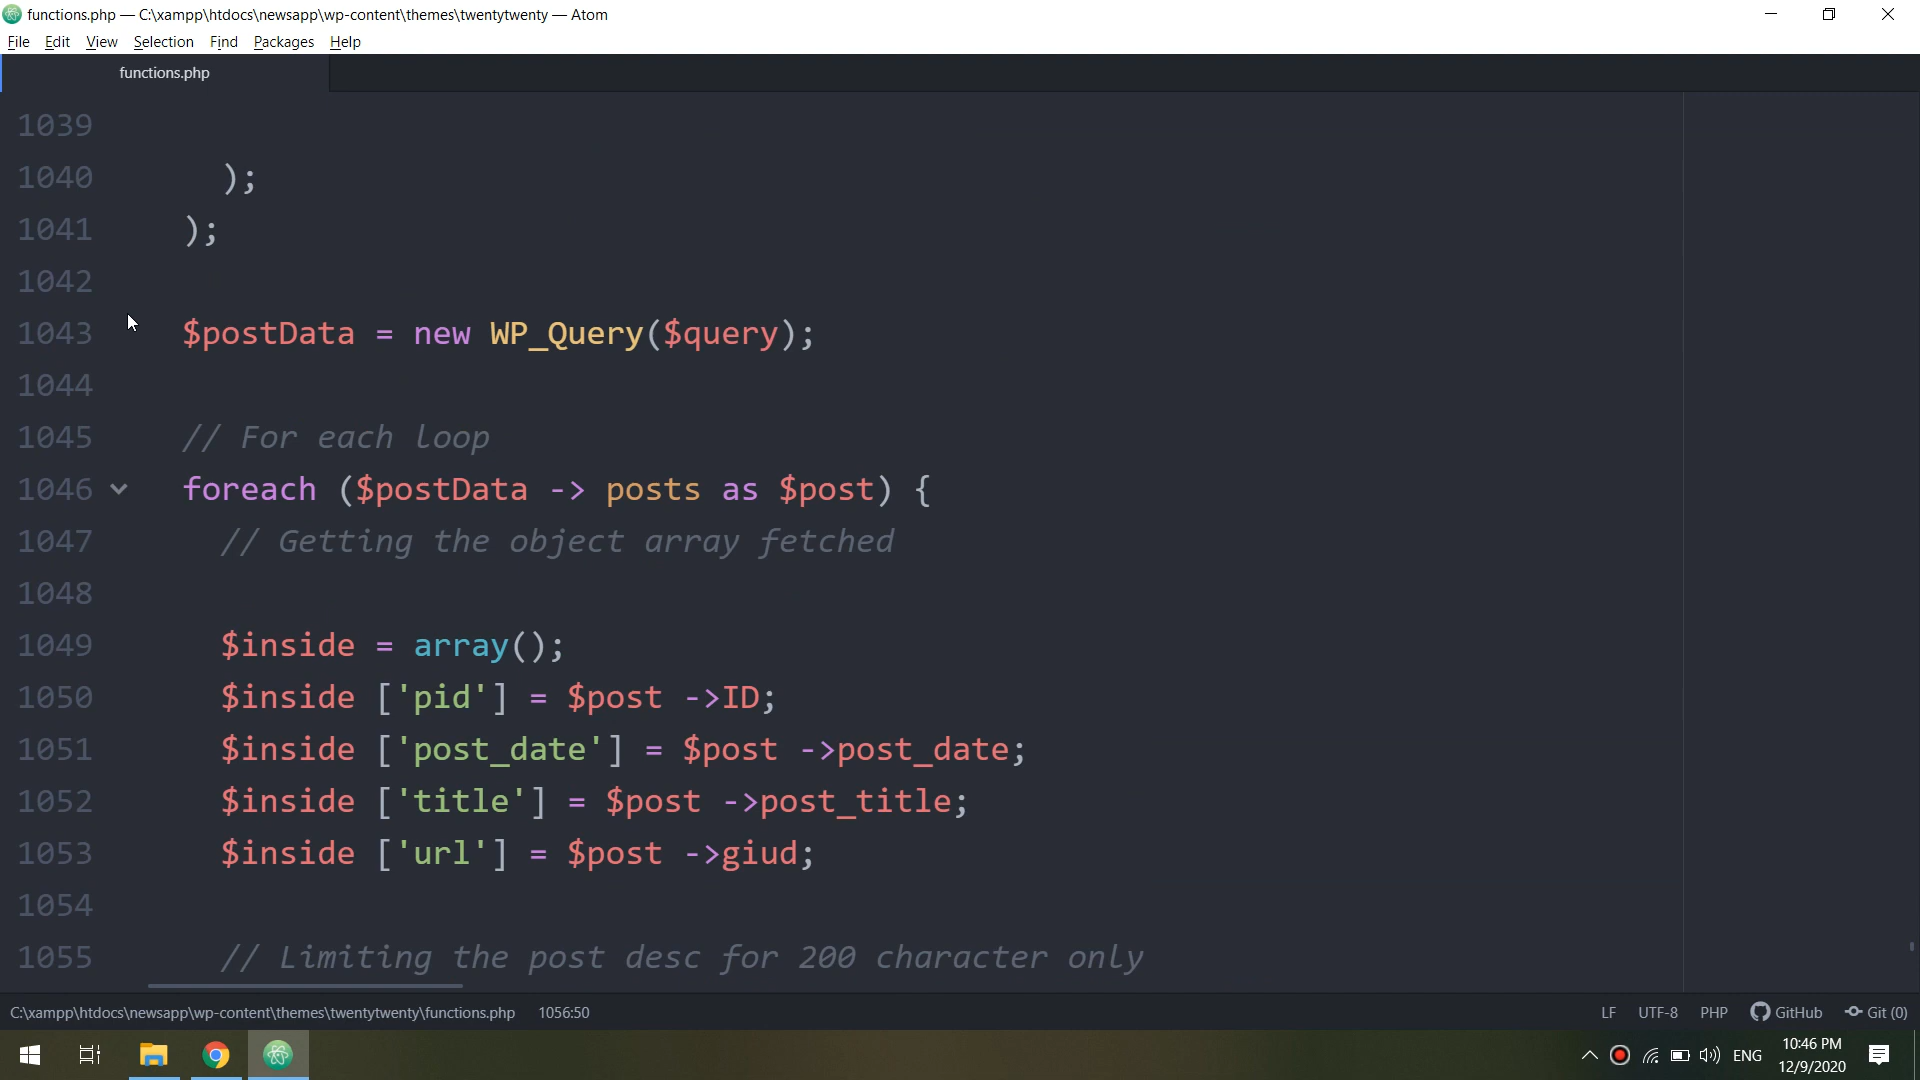 functions.php — C:\xampp\htdocs\newsapp\wp-content\themes\twentytwenty — Atom
File Edit View Selection Find Packages Help
functions.php
1039
1040 );
1041 );
1042
1043 $postData = new WP_Query($query);
1044
1045 // For each loop
1046 foreach ($postData -> posts as $post) {
1047 // Getting the object array fetched
1048
1049 $inside = array();
1050 $inside ['pid'] = $post ->ID;
1051 $inside ['post_date'] = $post ->post_date;
1052 $inside ['title'] = $post ->post_title;
1053 $inside ['url'] = $post ->giud;
1054
1055 // Limiting the post desc for 200 character only
C:\xampp\htdocs\newsapp\wp-content\themes\twentytwenty\functions.php 1056:50 LF UTF-8 PHP GitHub Git (0)
ENG 10:46 PM
12/9/2020